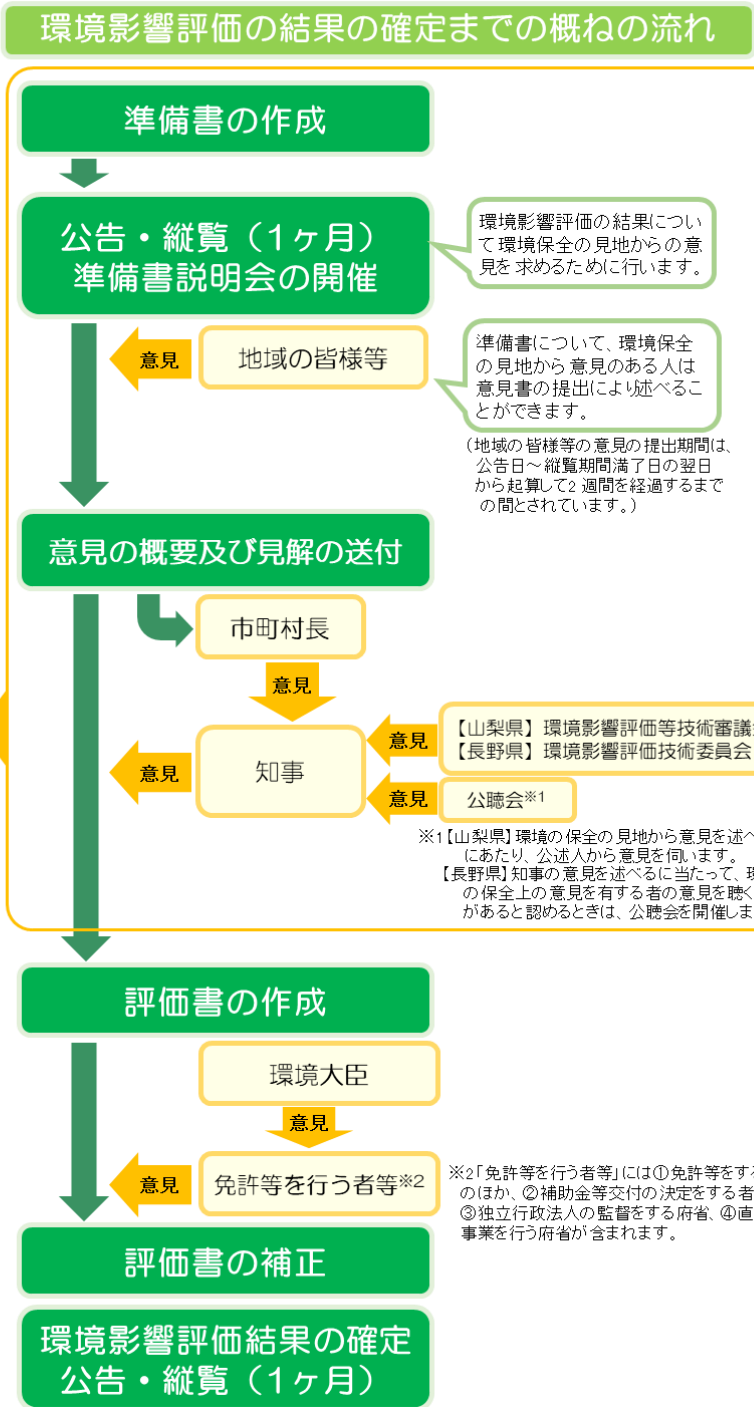 環境影響評価の結果の確定までの概ねの流れ
準備書の作成
公告・縦覧（1ヶ月）
準備書説明会の開催
環境影響評価の結果につい
て環境保全の見地からの意
見を求めるために行います。
意見
地域の皆様等
準備書について、環境保全
の見地から意見のある人は
意見書の提出により述べるこ
とができます。
（地域の皆様等の意見の提出期間は、
公告日～縦覧期間満了日の翌日
から起算して2週間を経過するまで
の間とされています。）
意見の概要及び見解の送付
市町村長
意見
意見
知事
意見
【山梨県】環境影響評価等技術審議
【長野県】環境影響評価技術委員会
意見
公聴会※1
※1【山梨県】環境の保全の見地から意見を述べ
にあたり、公述人から意見を伺います。
【長野県】知事の意見を述べるに当たって、環
の保全上の意見を有する者の意見を聴く
があると認めるときは、公聴会を開催しま
評価書の作成
環境大臣
意見
意見
免許等を行う者等※2
※2「免許等を行う者等」には①免許等をする
のほか、②補助金等交付の決定をする者
③独立行政法人の監督をする府省、④直
事業を行う府省が含まれます。
評価書の補正
環境影響評価結果の確定
公告・縦覧（1ヶ月）